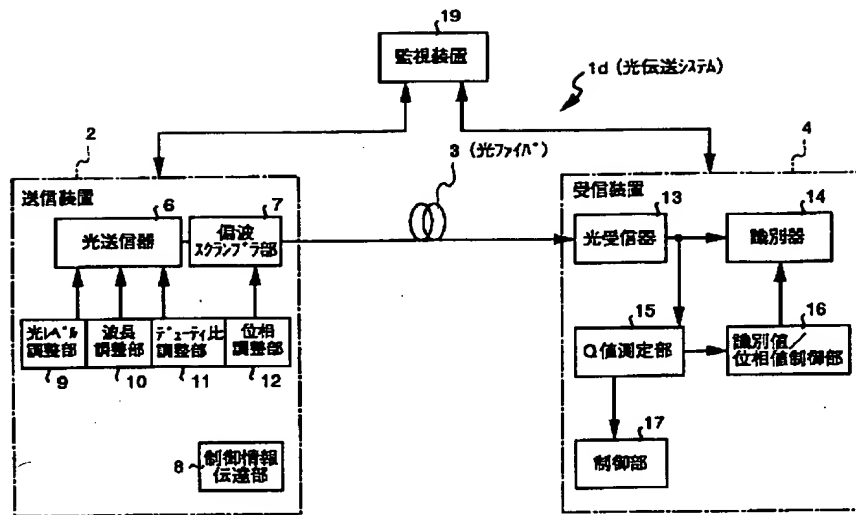 19
監視装置
1d (光伝送システム)
2
3 (光ファイバ)
4
送信装置
6
光送信器
7
偏波
スクランブラ部
光レベル
調整部
波長
調整部
デューティ比
調整部
位相
調整部
9
10
11
12
8
制御情報
伝達部
受信装置
13
光受信器
14
識別器
15
Q値測定部
16
識別値/
位相値制御部
17
制御部